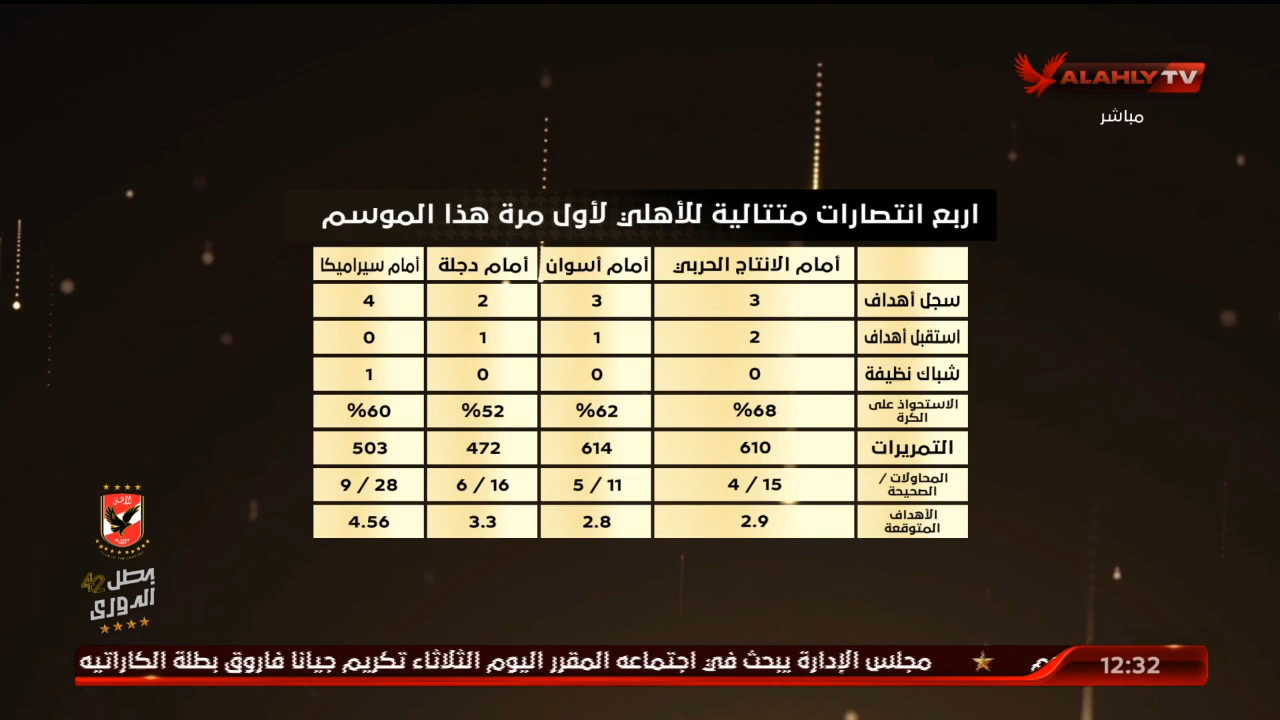 ALAHLY TV
مباشر
اربع انتصارات متتالية للأهلي لأول مرة هذا الموسم
أمام الانتاج الحربي أمام أسوان أمام دجلة أمام سيراميكا
سجل أهداف 3 3 2 4
استقبل أهداف 2 1 1 0
شباك نظيفة 0 0 0 1
الاستحواذ على الكرة %68 %62 %52 %60
التمريرات 610 614 472 503
المحاولات / الصحيحة 4 / 15 5 / 11 6 / 16 9 / 28
الأهداف المتوقعة 2.9 2.8 3.3 4.56
بطل 42
الدوري
12:32
مجلس الإدارة يبحث في اجتماعه المقرر اليوم الثلاثاء تكريم جيانا فاروق بطلة الكاراتيه